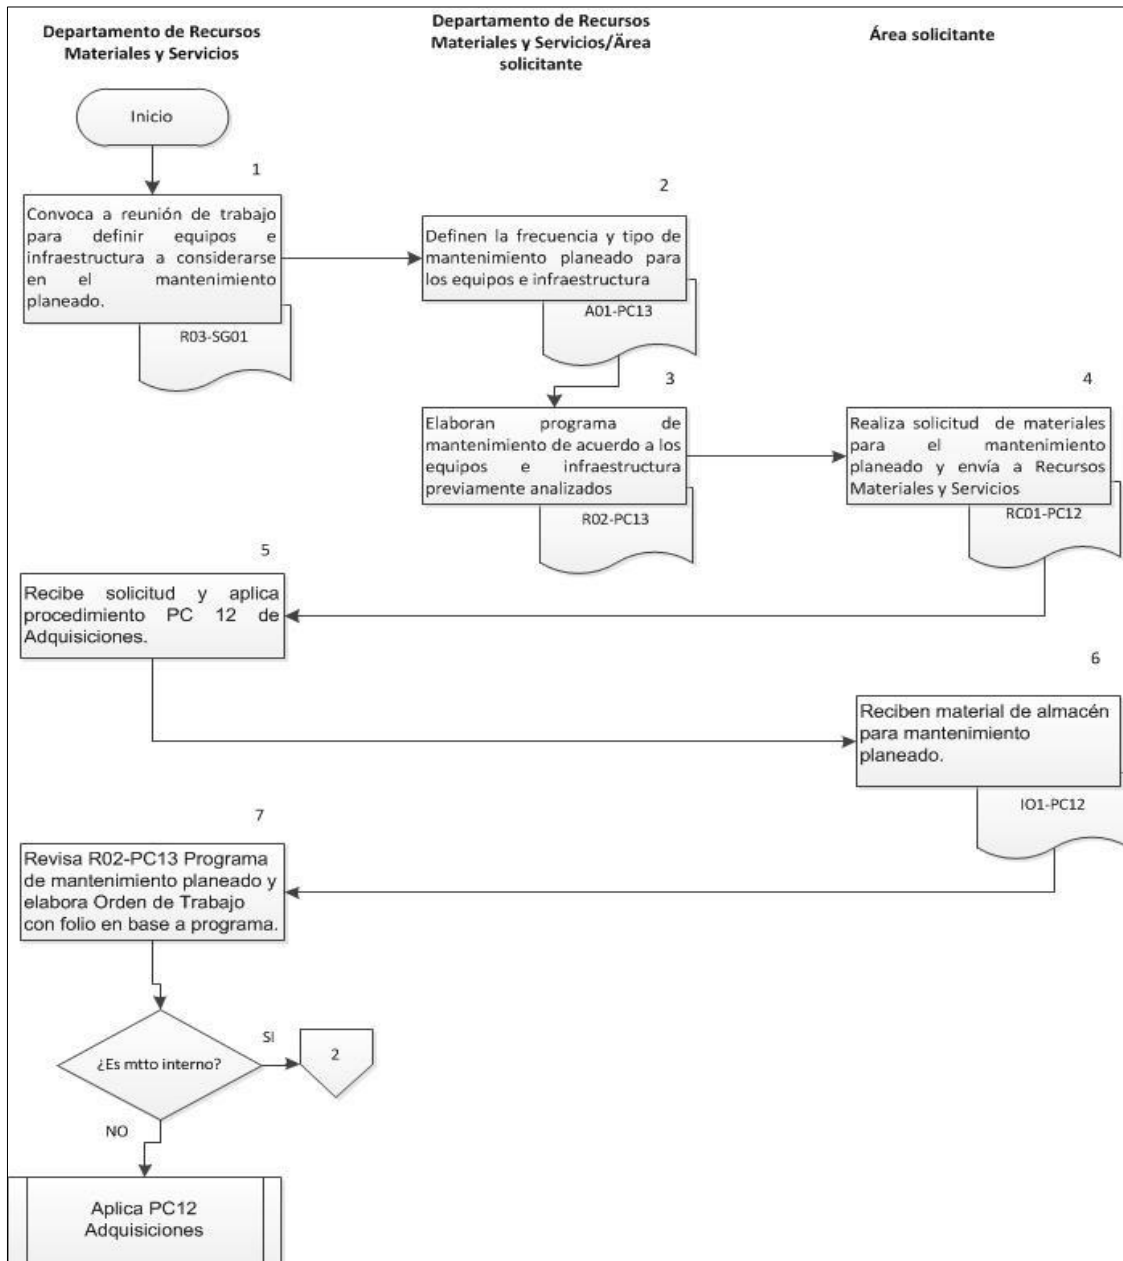 Departamento de Recursos
Materiales y Servicios
Departamento de Recursos
Materiales y Servicios/Ärea
solicitante
Área solicitante
Inicio
1
Convoca a reunión de trabajo
para definir equipos e
infraestructura a considerarse
en el mantenimiento
planeado.
R03-SG01
2
Definen la frecuencia y tipo de
mantenimiento planeado para
los equipos e infraestructura
A01-PC13
3
Elaboran programa de
mantenimiento de acuerdo a los
equipos e infraestructura
previamente analizados
R02-PC13
4
Realiza solicitud de materiales
para el mantenimiento
planeado y envía a Recursos
Materiales y Servicios
RC01-PC12
5
Recibe solicitud y aplica
procedimiento PC 12 de
Adquisiciones.
6
Reciben material de almacén
para mantenimiento
planeado.
IO1-PC12
7
Revisa R02-PC13 Programa
de mantenimiento planeado y
elabora Orden de Trabajo
con folio en base a programa.
¿Es mtto interno?
SI
2
NO
Aplica PC12
Adquisiciones